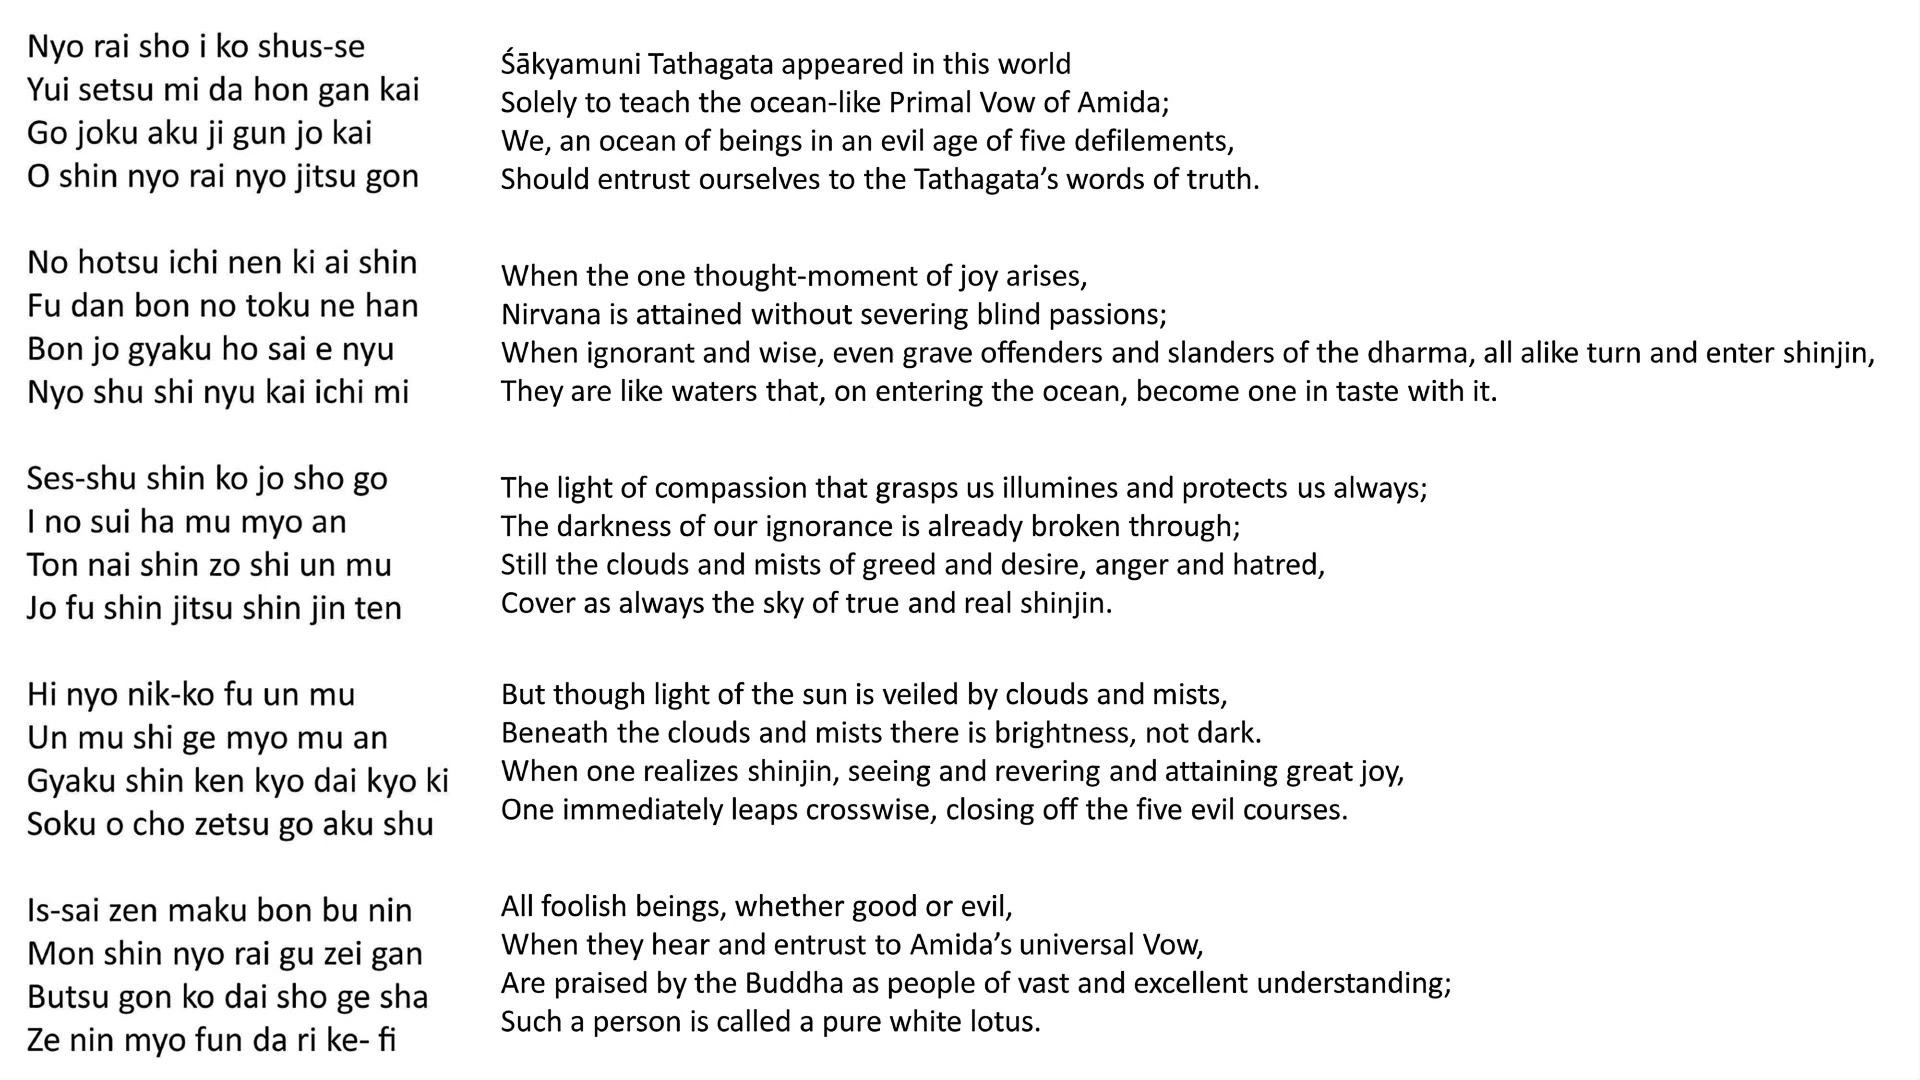 Nyo rai sho i ko shus-se
Yui setsu mi da hon gan kai
Go joku aku ji gun jo kai
O shin nyo rai nyo jitsu gon
Śākyamuni Tathagata appeared in this world
Solely to teach the ocean-like Primal Vow of Amida;
We, an ocean of beings in an evil age of five defilements,
Should entrust ourselves to the Tathagata’s words of truth.
No hotsu ichi nen ki ai shin
Fu dan bon no toku ne han
Bon jo gyaku ho sai e nyu
Nyo shu shi nyu kai ichi mi
When the one thought-moment of joy arises,
Nirvana is attained without severing blind passions;
When ignorant and wise, even grave offenders and slanders of the dharma, all alike turn and enter shinjin,
They are like waters that, on entering the ocean, become one in taste with it.
Ses-shu shin ko jo sho go
I no sui ha mu myo an
Ton nai shin zo shi un mu
Jo fu shin jitsu shin jin ten
The light of compassion that grasps us illumines and protects us always;
The darkness of our ignorance is already broken through;
Still the clouds and mists of greed and desire, anger and hatred,
Cover as always the sky of true and real shinjin.
Hi nyo nik-ko fu un mu
Un mu shi ge myo mu an
Gyaku shin ken kyo dai kyo ki
Soku o cho zetsu go aku shu
But though light of the sun is veiled by clouds and mists,
Beneath the clouds and mists there is brightness, not dark.
When one realizes shinjin, seeing and revering and attaining great joy,
One immediately leaps crosswise, closing off the five evil courses.
Is-sai zen maku bon bu nin
Mon shin nyo rai gu zei gan
Butsu gon ko dai sho ge sha
Ze nin myo fun da ri ke- fi
All foolish beings, whether good or evil,
When they hear and entrust to Amida’s universal Vow,
Are praised by the Buddha as people of vast and excellent understanding;
Such a person is called a pure white lotus.